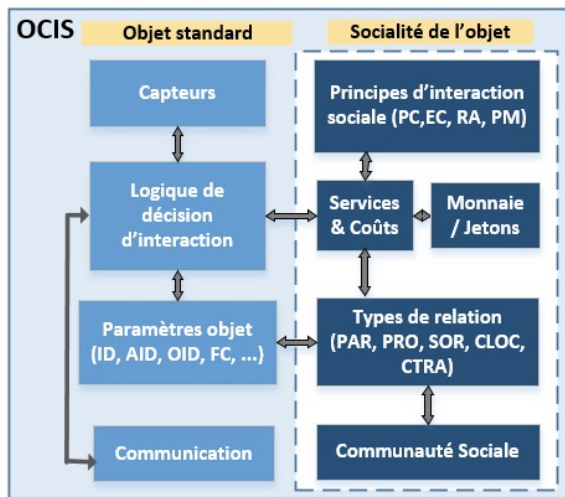 OCIS
Objet standard
Socialité de l'objet
Capteurs
Logique de
décision
d'interaction
Paramètres objet
(ID, AID, OID, FC, ...)
Communication
Principes d'interaction
sociale (PC,EC, RA, PM)
Services
& Coûts
Monnaie
/ Jetons
Types de relation
(PAR, PRO, SOR, CLOC,
CTRA)
Communauté Sociale